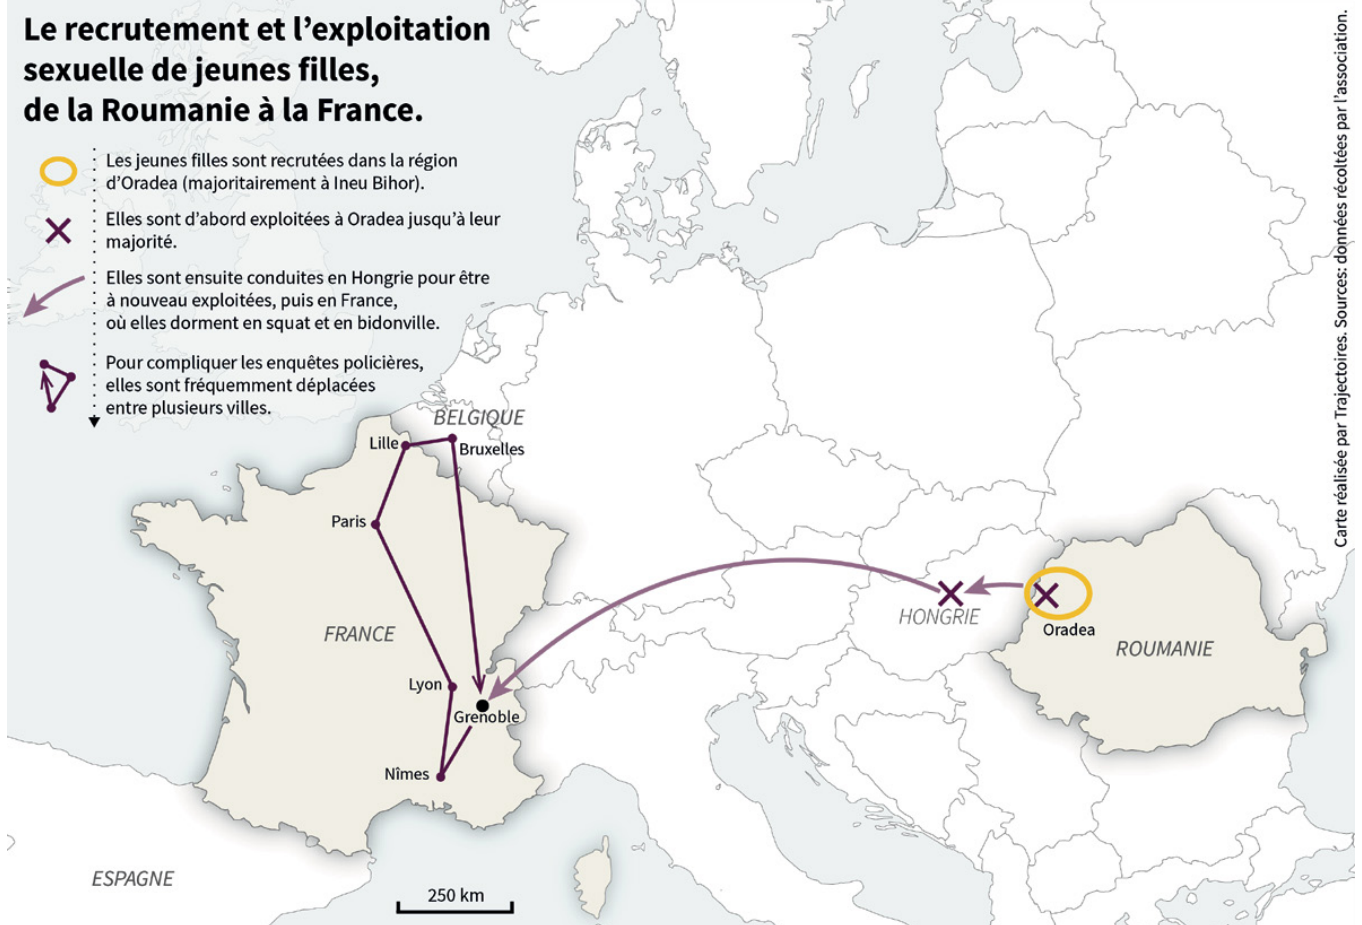 Le recrutement et l’exploitation
sexuelle de jeunes filles,
de la Roumanie à la France.
Les jeunes filles sont recrutées dans la région
d’Oradea (majoritairement à Ineu Bihor).
Elles sont d’abord exploitées à Oradea jusqu’à leur
majorité.
Elles sont ensuite conduites en Hongrie pour être
à nouveau exploitées, puis en France,
où elles dorment en squat et en bidonville.
Pour compliquer les enquêtes policières,
elles sont fréquemment déplacées
entre plusieurs villes.
BELGIQUE
Lille
Bruxelles
Paris
FRANCE
HONGRIE
Oradea
ROUMANIE
Lyon
Grenoble
Nîmes
ESPAGNE
250 km
Carte réalisée par Trajectoires. Sources: données récoltées par l’association.